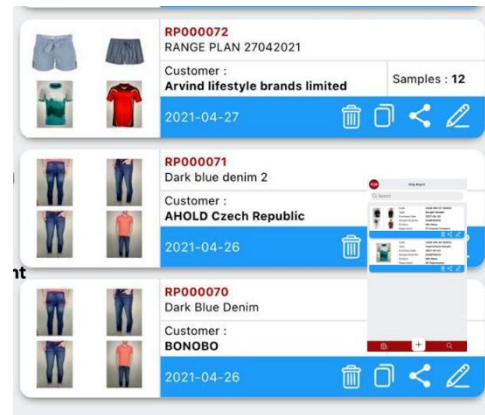 RP000072
RANGE PLAN 27042021
Customer :
Arvind lifestyle brands limited
Samples : 12
2021-04-27
RP000071
Dark blue denim 2
Customer :
AHOLD Czech Republic
2021-04-26
Search
nt
RP000070
Dark Blue Denim
Customer :
BONOBO
2021-04-26